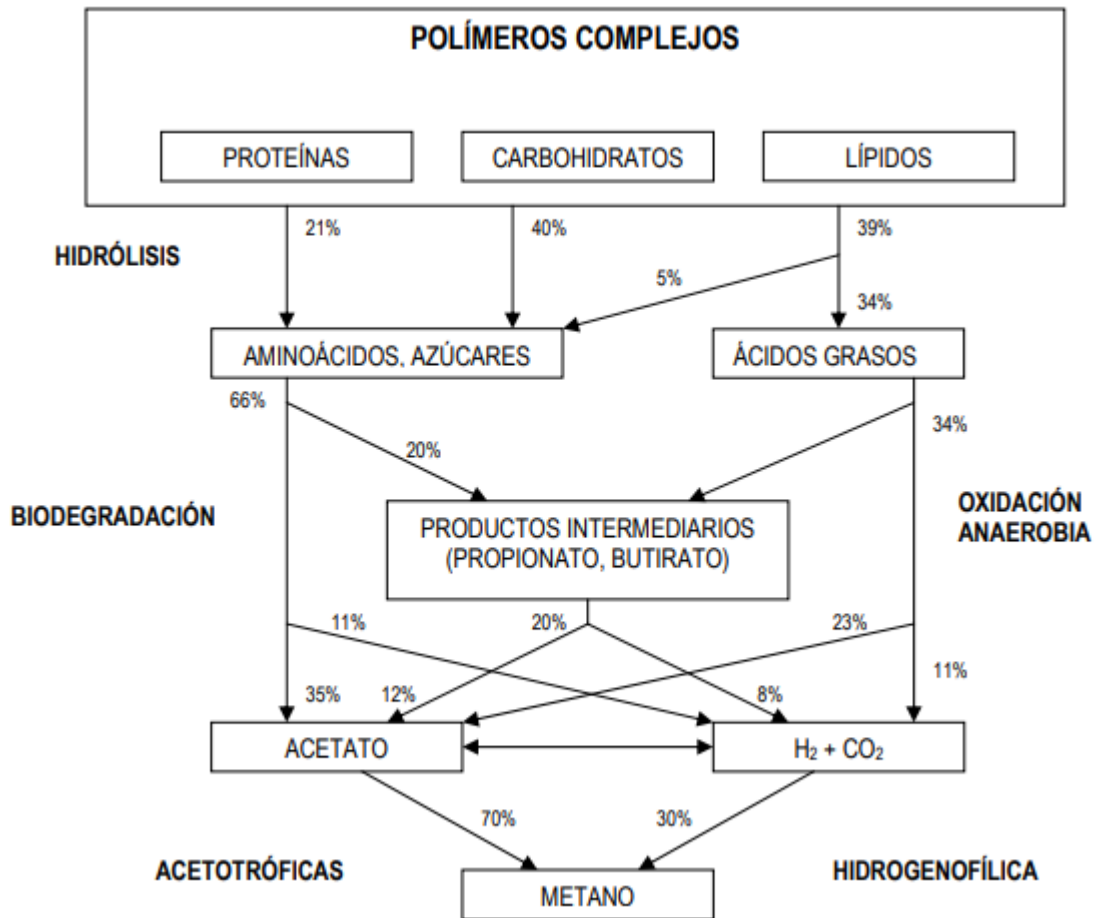 POLÍMEROS COMPLEJOS
PROTEÍNAS
CARBOHIDRATOS
LÍPIDOS
21%
40%
39%
HIDRÓLISIS
5%
34%
AMINOÁCIDOS, AZÚCARES
ÁCIDOS GRASOS
66%
34%
20%
BIODEGRADACIÓN
PRODUCTOS INTERMEDIARIOS
(PROPIONATO, BUTIRATO)
OXIDACIÓN
ANAEROBIA
11%
20%
23%
35%
12%
8%
11%
ACETATO
H₂ + CO₂
70%
30%
ACETOTRÓFICAS
HIDROGENOFÍLICA
METANO